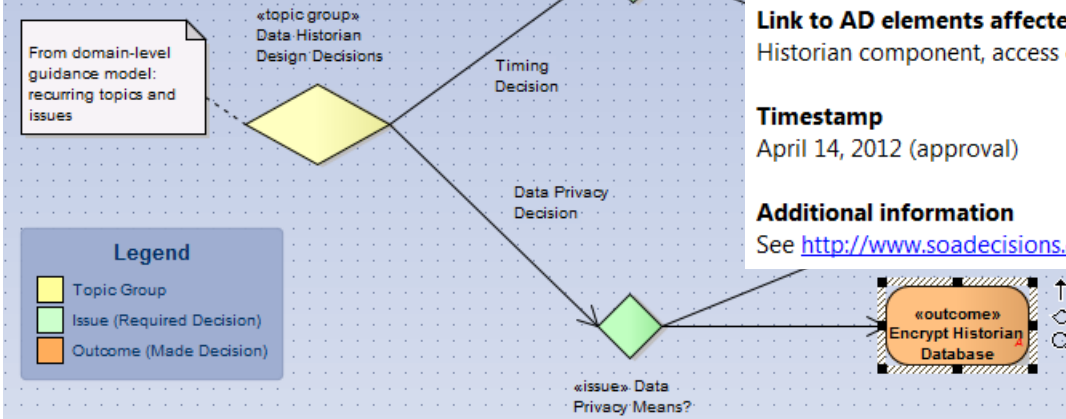 «topic group»
Data Historian
Design Decisions
From domain-level
guidance model:
recurring topics and
issues
Timing
Decision
Link to AD elements affecte
Historian component, access
Timestamp
April 14, 2012 (approval)
Additional information
See http://www.soadecisions.
Data Privacy
Decision
Legend
Topic Group
Issue (Required Decision)
Outcome (Made Decision)
«outcome»
Encrypt Historian
Database
«issue» Data
Privacy Means?